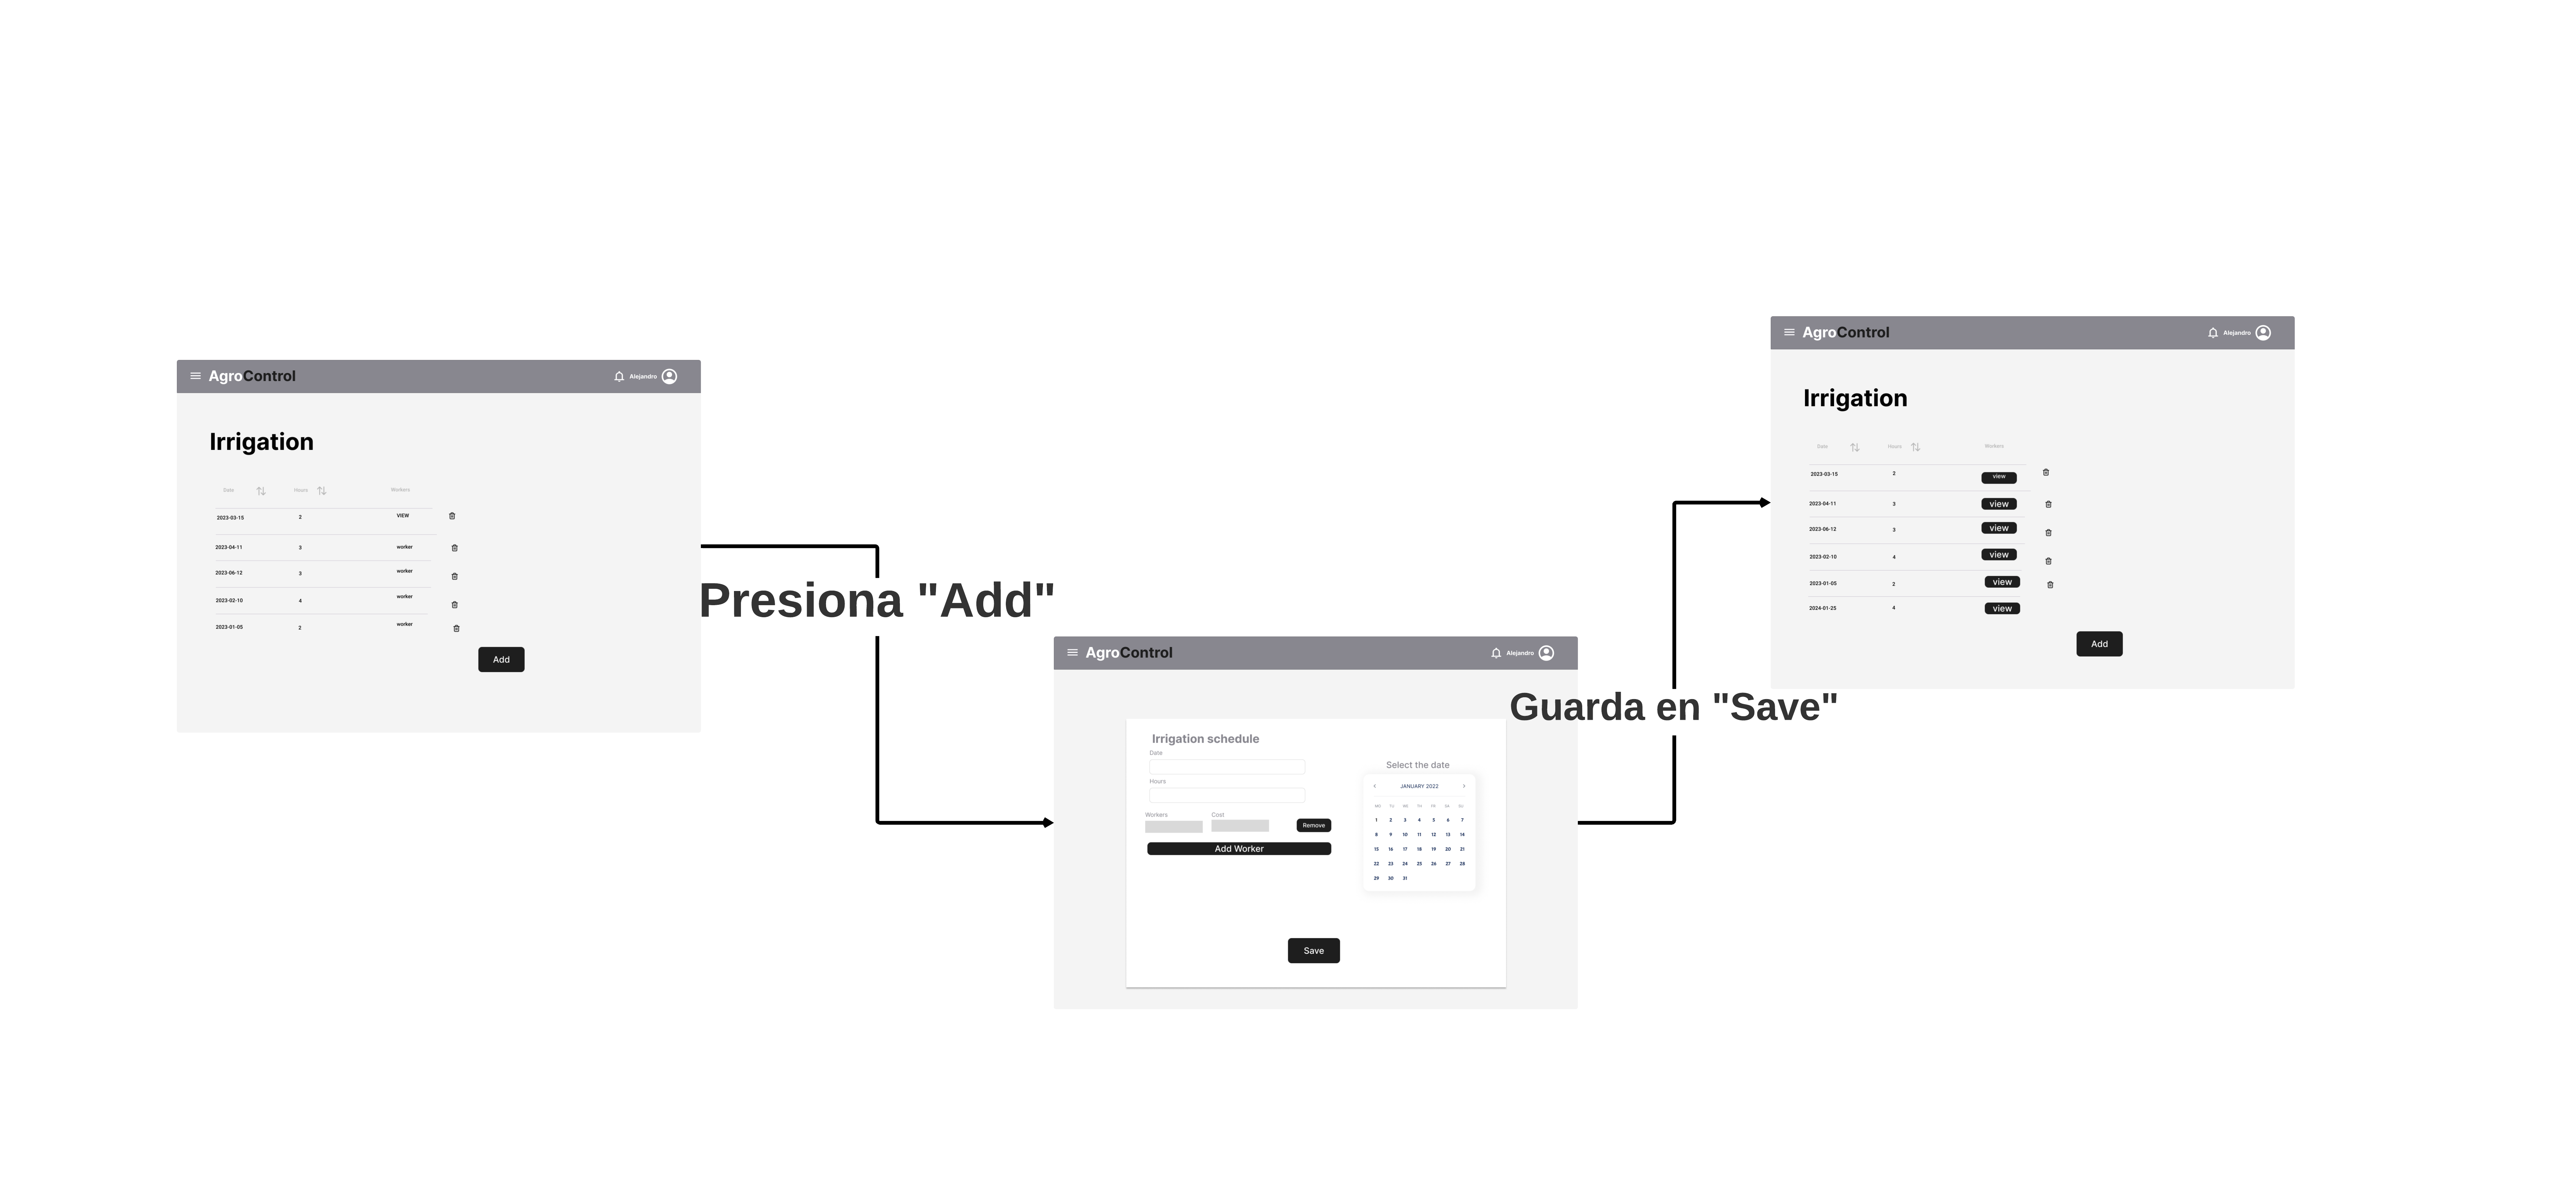 AgroControl
Alejandro
Irrigation
Date Hours Workers
2023-03-15 2 VIEW
2023-04-11 3 worker
2023-06-12 3 worker
2023-02-10 4 worker
2023-01-05 2 worker
Add
Presiona "Add"
AgroControl
Alejandro
Irrigation schedule
Date
Hours
Workers Cost
Remove
Add Worker
Select the date
JANUARY 2022
MO TU WE TH FR SA SU
1 2 3 4 5 6 7
8 9 10 11 12 13 14
15 16 17 18 19 20 21
22 23 24 25 26 27 28
29 30 31
Save
Guarda en "Save"
AgroControl
Alejandro
Irrigation
Date Hours Workers
2023-03-15 2 view
2023-04-11 3 view
2023-06-12 3 view
2023-02-10 4 view
2023-01-05 2 view
2024-01-25 4 view
Add